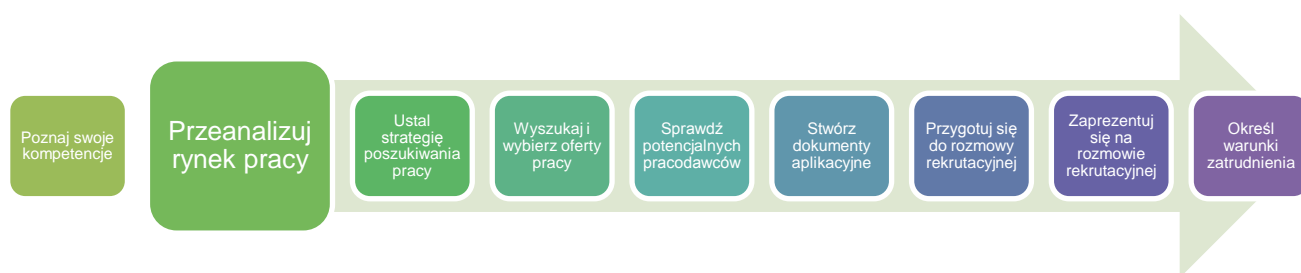 Poznaj swoje
kompetencje
Przeanalizuj
rynek pracy
Ustal
strategię
poszukiwania
pracy
Wyszukaj i
wybierz oferty
pracy
Sprawdź
potencjalnych
pracodawców
Stwórz
dokumenty
aplikacyjne
Przygotuj się
do rozmowy
rekrutacyjnej
Zaprezentuj
się na
rozmowie
rekrutacyjnej
Określ
warunki
zatrudnienia